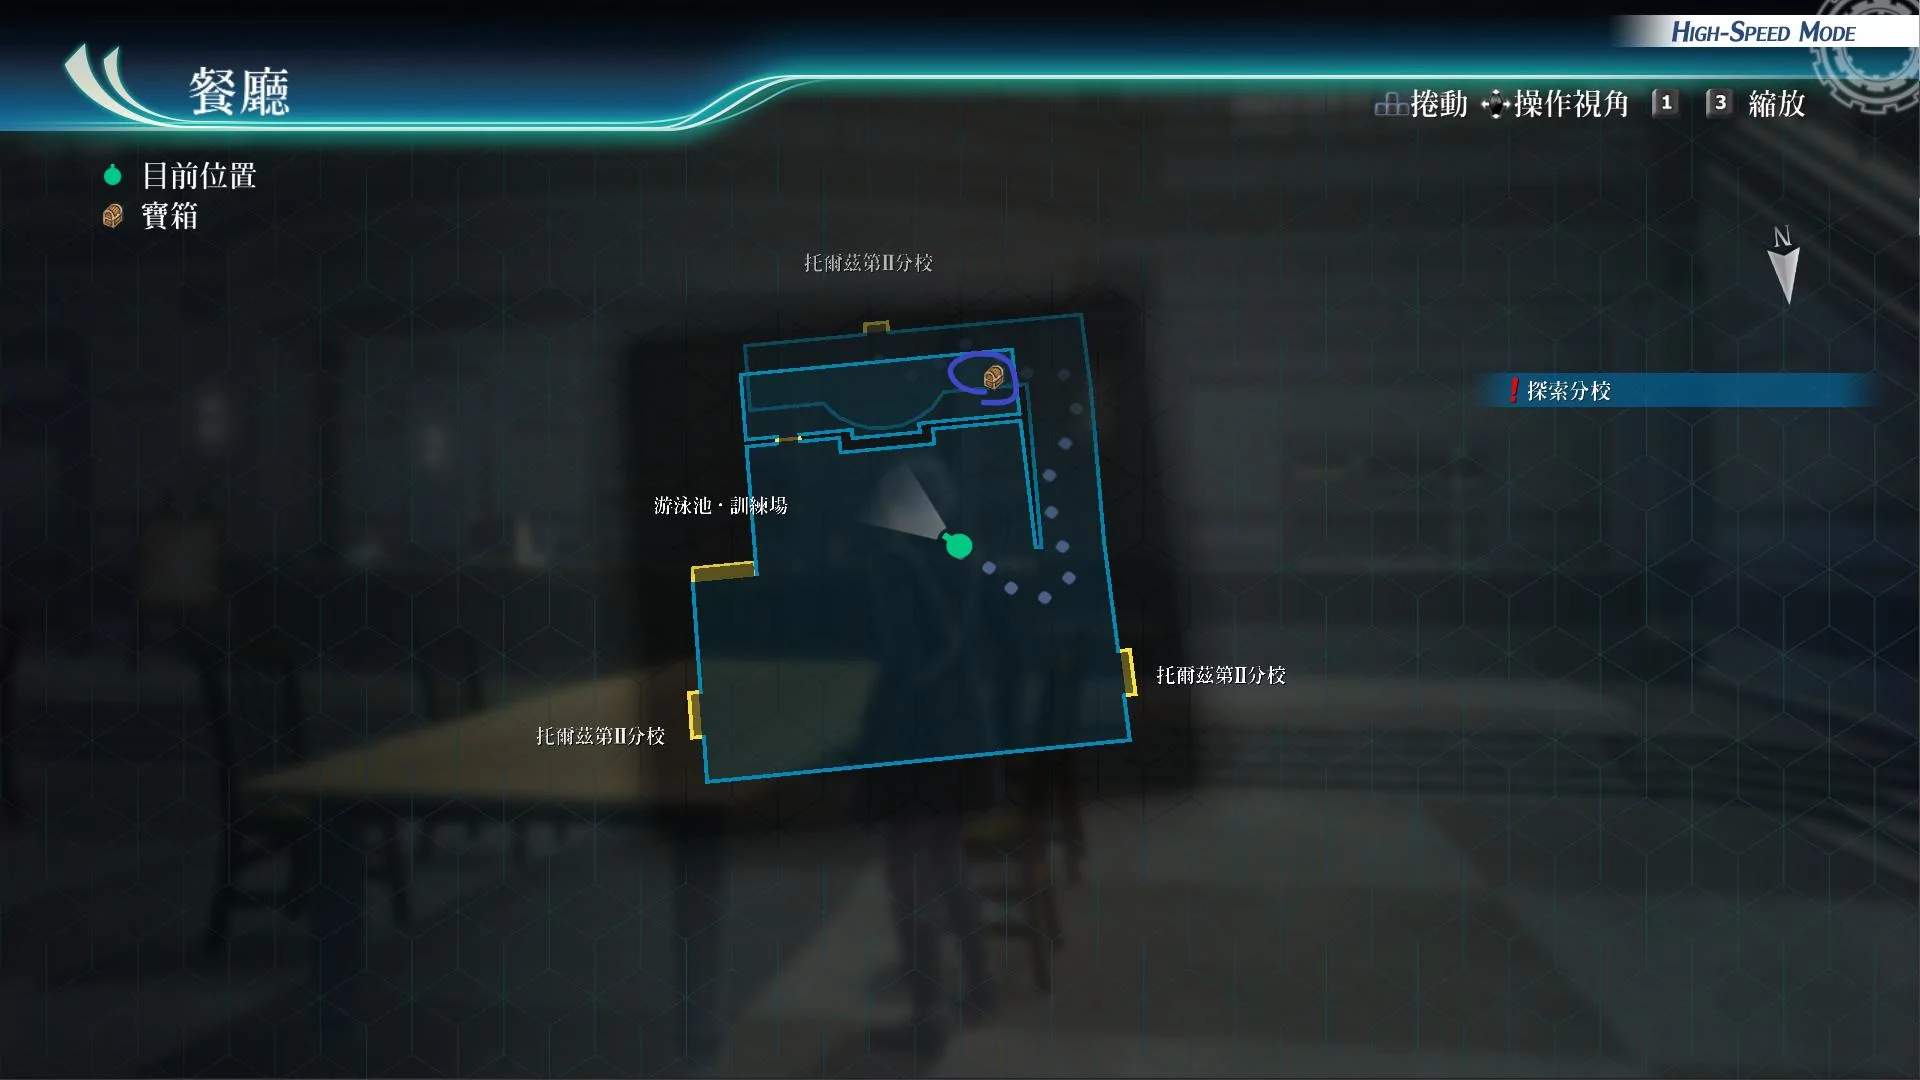 HIGH-SPEED MODE
餐廳
捲動 操作視角 1 3 縮放
目前位置
寶箱
N
托爾茲第Ⅱ分校
! 探索分校
游泳池·訓練場
托爾茲第Ⅱ分校
托爾茲第Ⅱ分校